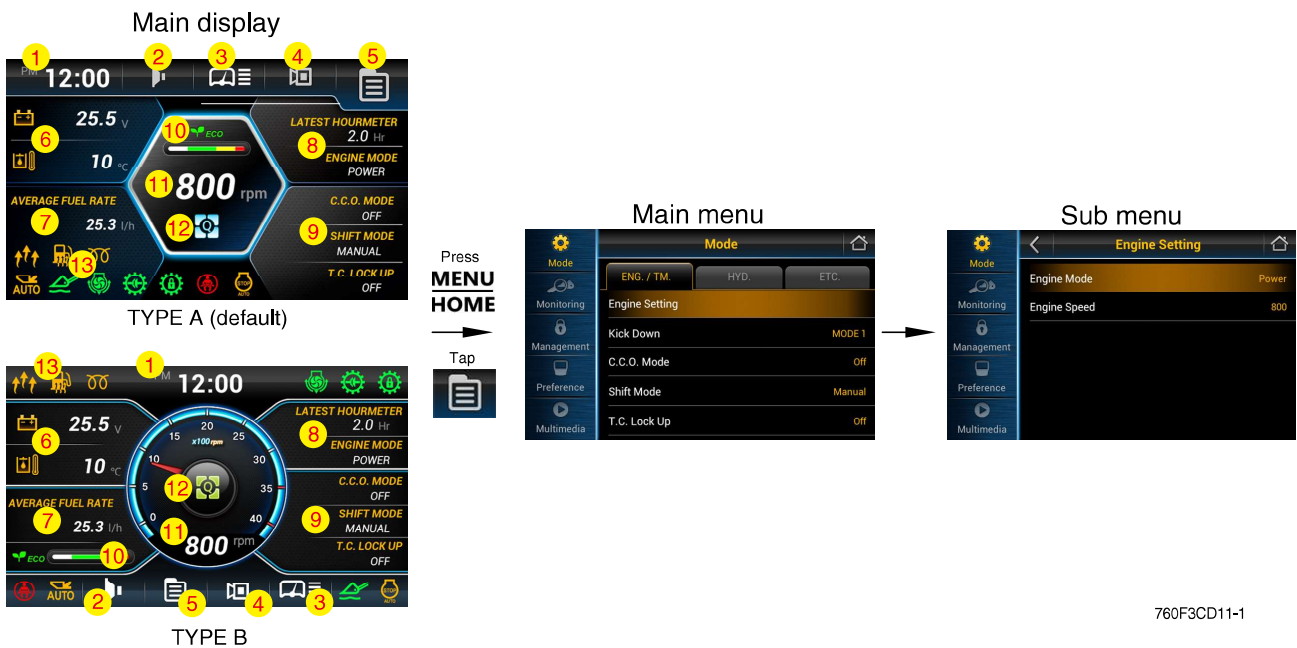 Main display
1
2
3
4
5
PM 12:00
6
25.5 V
10 °C
10
ECO
LATEST HOURMETER
8
2.0 Hr
ENGINE MODE
POWER
11
800 rpm
12
Q
AVERAGE FUEL RATE
7
25.3 l/h
13
C.C.O. MODE
OFF
9
SHIFT MODE
MANUAL
T.C. LOCK UP
OFF
AUTO
STOP
AUTO
TYPE A (default)
13
1
12:00
6
25.5 V
10 °C
LATEST HOURMETER
8
2.0 Hr
ENGINE MODE
POWER
0
5
10
15
20
25
30
35
40
x100 rpm
12
Q
11
800 rpm
AVERAGE FUEL RATE
7
25.3 l/h
ECO
10
C.C.O. MODE
OFF
9
SHIFT MODE
MANUAL
T.C. LOCK UP
OFF
AUTO
2
5
4
3
STOP
AUTO
TYPE B
Press
MENU
HOME
Tap
Main menu
Mode
Monitoring
Management
Preference
Multimedia
Mode
ENG. / TM.
HYD.
ETC.
Engine Setting
Kick Down MODE 1
C.C.O. Mode Off
Shift Mode Manual
T.C. Lock Up Off
Sub menu
Mode
Monitoring
Management
Preference
Multimedia
Engine Setting
Engine Mode Power
Engine Speed 800
760F3CD11-1